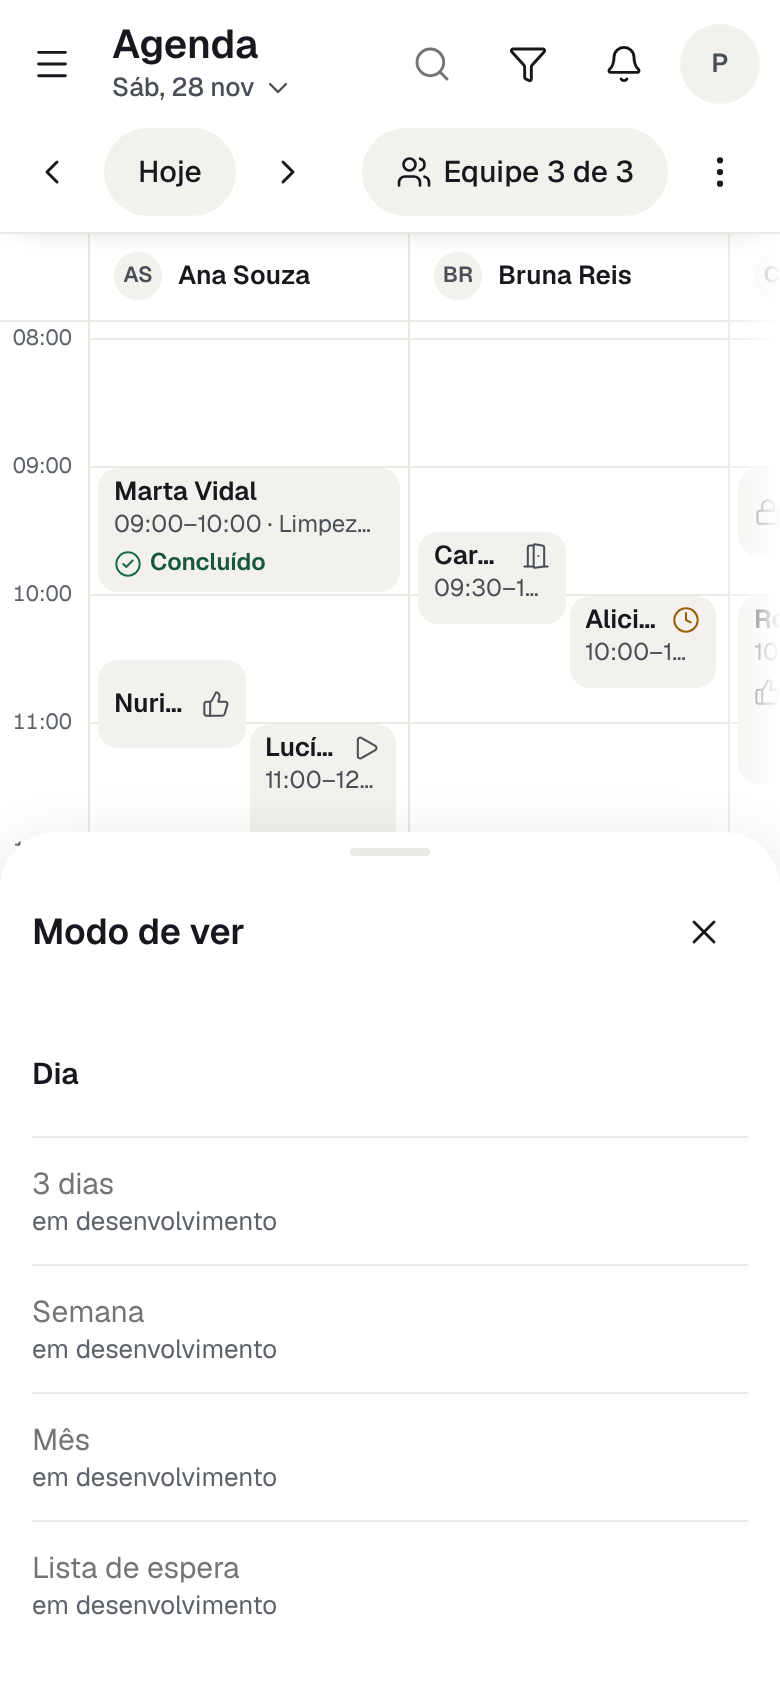 Agenda
Sáb, 28 nov
P
Hoje
Equipe 3 de 3
AS Ana Souza
BR Bruna Reis
08:00
09:00
Marta Vidal
09:00–10:00 · Limpez...
Concluído
Car...
09:30–1...
10:00
Alici...
10:00–1...
Nuri...
11:00
Lucí...
11:00–12...
Modo de ver
Dia
3 dias
em desenvolvimento
Semana
em desenvolvimento
Mês
em desenvolvimento
Lista de espera
em desenvolvimento